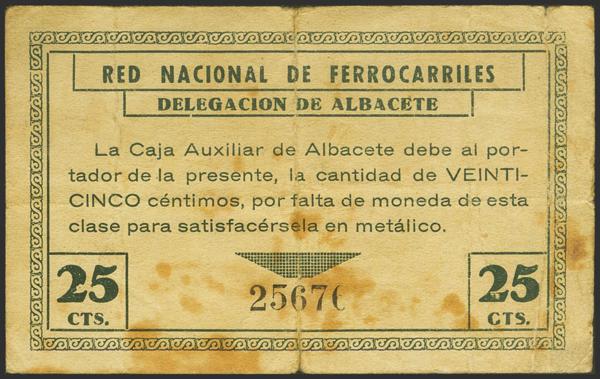 RED NACIONAL DE FERROCARRILES
DELEGACION DE ALBACETE
La Caja Auxiliar de Albacete debe al por-
tador de la presente, la cantidad de VEINTI-
CINCO céntimos, por falta de moneda de esta
clase para satisfacérsela en metálico.
25 CTS.
25 CTS.